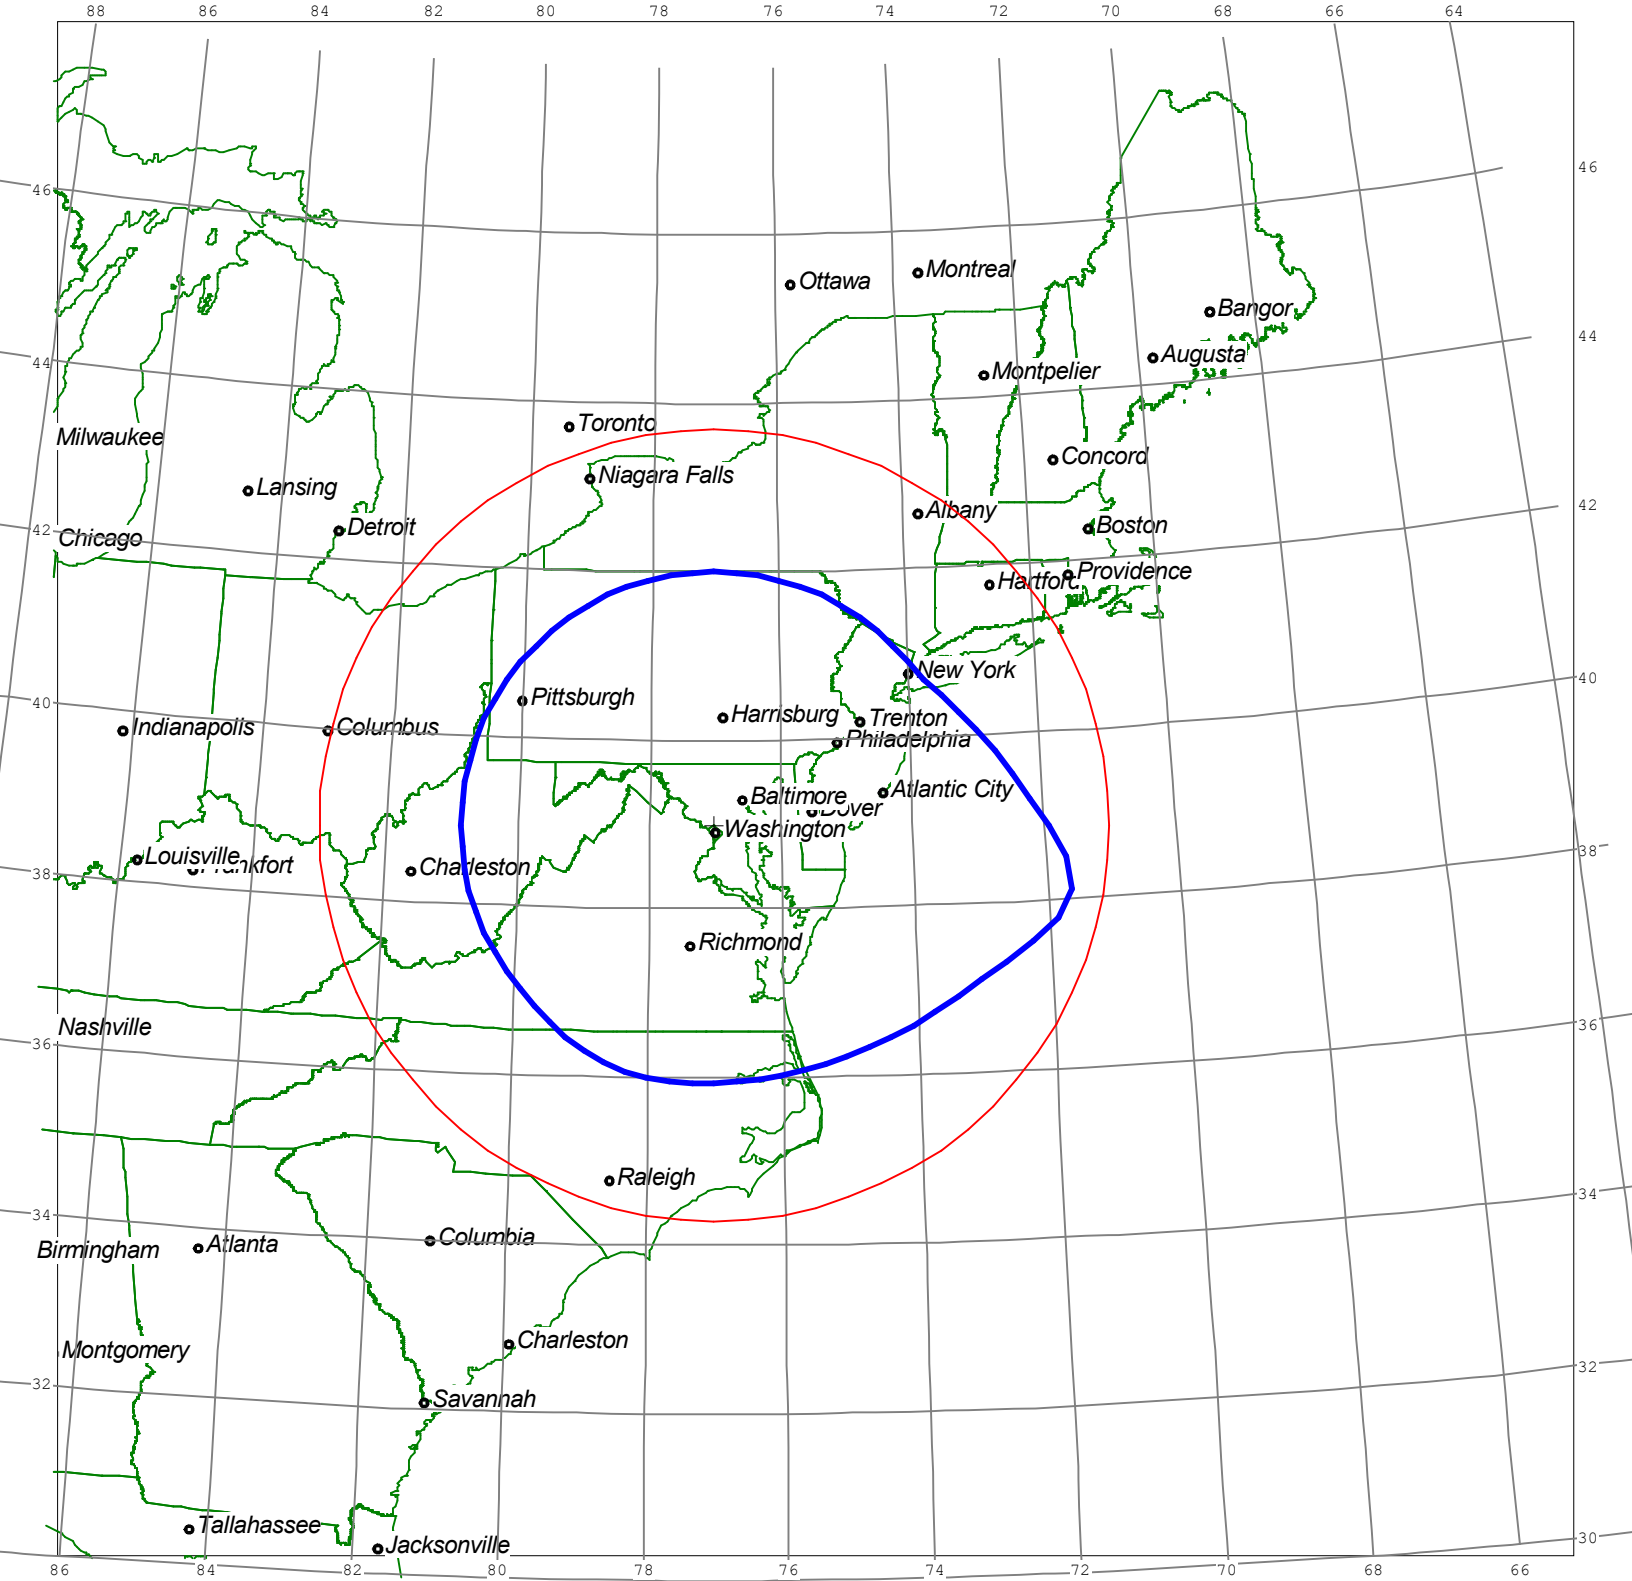 88 86 84 82 80 78 76 74 72 70 68 66 64
46 46
Ottawa Montreal
Bangor
44 44
Augusta
Montpelier
Toronto
Milwaukee
Concord
Niagara Falls
Lansing
Albany
42 42
Detroit Boston
Chicago
Hartford Providence
New York
40 40
Pittsburgh
Harrisburg Trenton
Indianapolis Columbus
Philadelphia
Atlantic City
Baltimore
Dover
Washington
38 38
Louisville
Frankfort Charleston
Richmond
36 36
Nashville
Raleigh
34 34
Columbia
Birmingham Atlanta
Charleston
Montgomery
32 32
Savannah
Tallahassee
30
Jacksonville
86 84 82 80 78 76 74 72 70 68 66